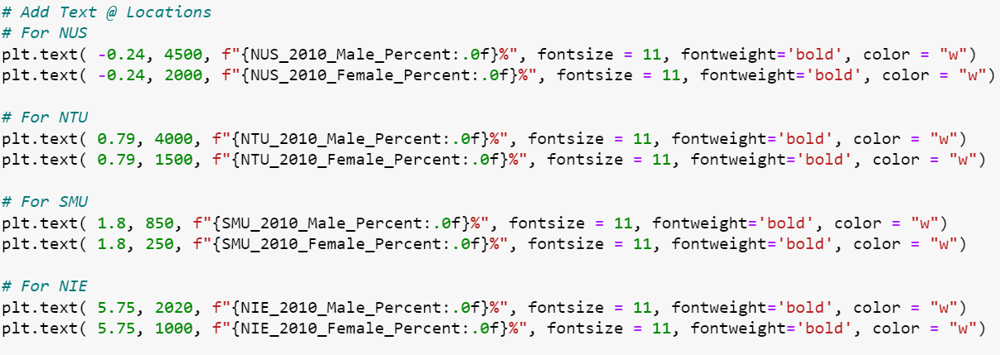 # Add Text @ Locations
# For NUS
plt.text( -0.24, 4500, f"{NUS_2010_Male_Percent:.0f}%", fontsize = 11, fontweight='bold', color = "w")
plt.text( -0.24, 2000, f"{NUS_2010_Female_Percent:.0f}%", fontsize = 11, fontweight='bold', color = "w")
# For NTU
plt.text( 0.79, 4000, f"{NTU_2010_Male_Percent:.0f}%", fontsize = 11, fontweight='bold', color = "w")
plt.text( 0.79, 1500, f"{NTU_2010_Female_Percent:.0f}%", fontsize = 11, fontweight='bold', color = "w")
# For SMU
plt.text( 1.8, 850, f"{SMU_2010_Male_Percent:.0f}%", fontsize = 11, fontweight='bold', color = "w")
plt.text( 1.8, 250, f"{SMU_2010_Female_Percent:.0f}%", fontsize = 11, fontweight='bold', color = "w")
# For NIE
plt.text( 5.75, 2020, f"{NIE_2010_Male_Percent:.0f}%", fontsize = 11, fontweight='bold', color = "w")
plt.text( 5.75, 1000, f"{NIE_2010_Female_Percent:.0f}%", fontsize = 11, fontweight='bold', color = "w")